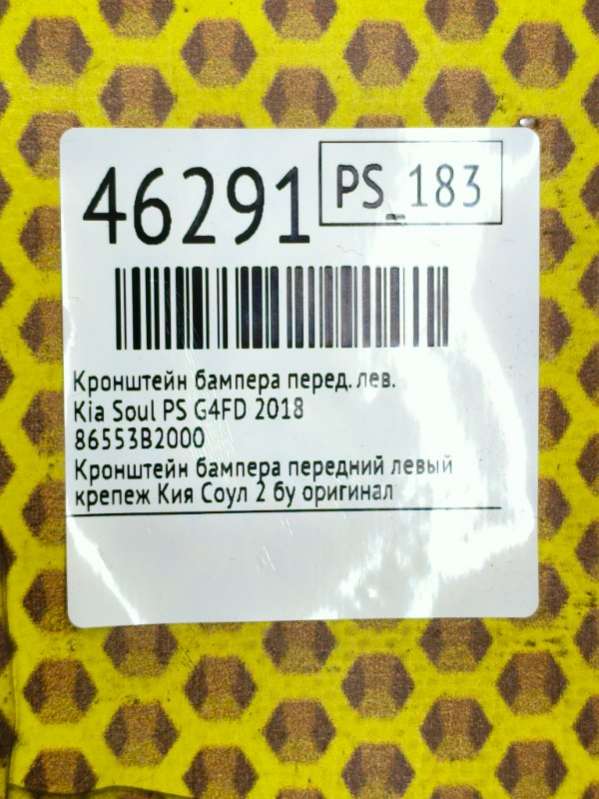 46291
PS_183
Кронштейн бампера перед. лев.
Kia Soul PS G4FD 2018
86553B2000
Кронштейн бампера передний левый
крепеж Кия Соул 2 бу оригинал